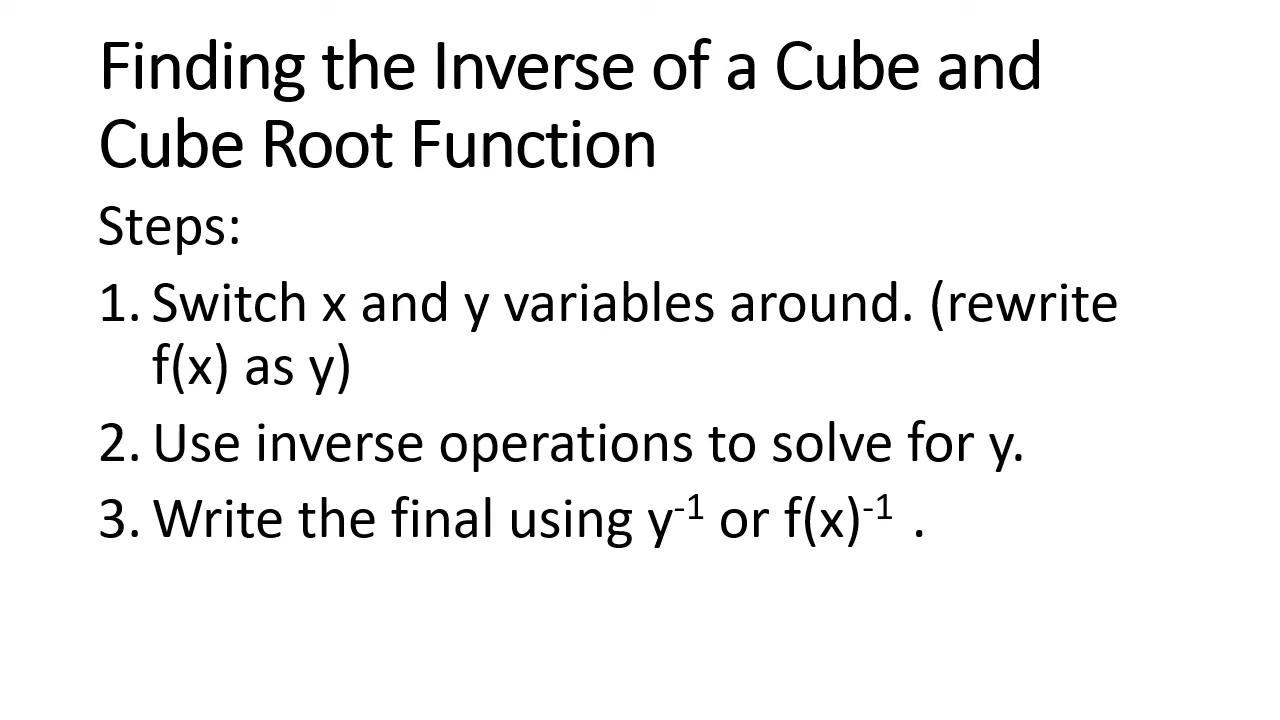 Finding the Inverse of a Cube and
Cube Root Function
Steps:
1. Switch x and y variables around. (rewrite
f(x) as y)
2. Use inverse operations to solve for y.
3. Write the final using y⁻¹ or f(x)⁻¹ .